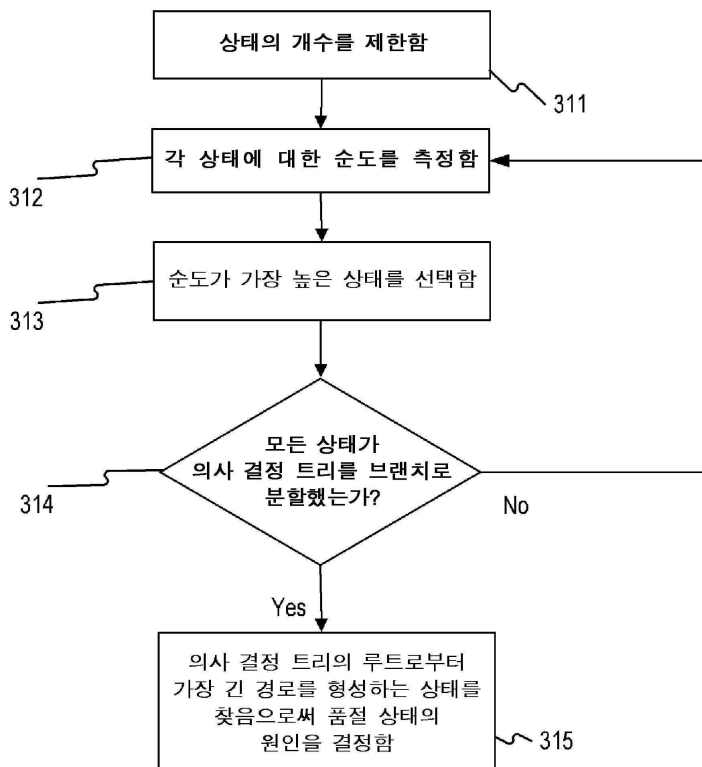 상태의 개수를 제한함
311
각 상태에 대한 순도를 측정함
312
순도가 가장 높은 상태를 선택함
313
모든 상태가
의사 결정 트리를 브랜치로
분할했는가?
314
No
Yes
의사 결정 트리의 루트로부터
가장 긴 경로를 형성하는 상태를
찾음으로써 품절 상태의
원인을 결정함
315